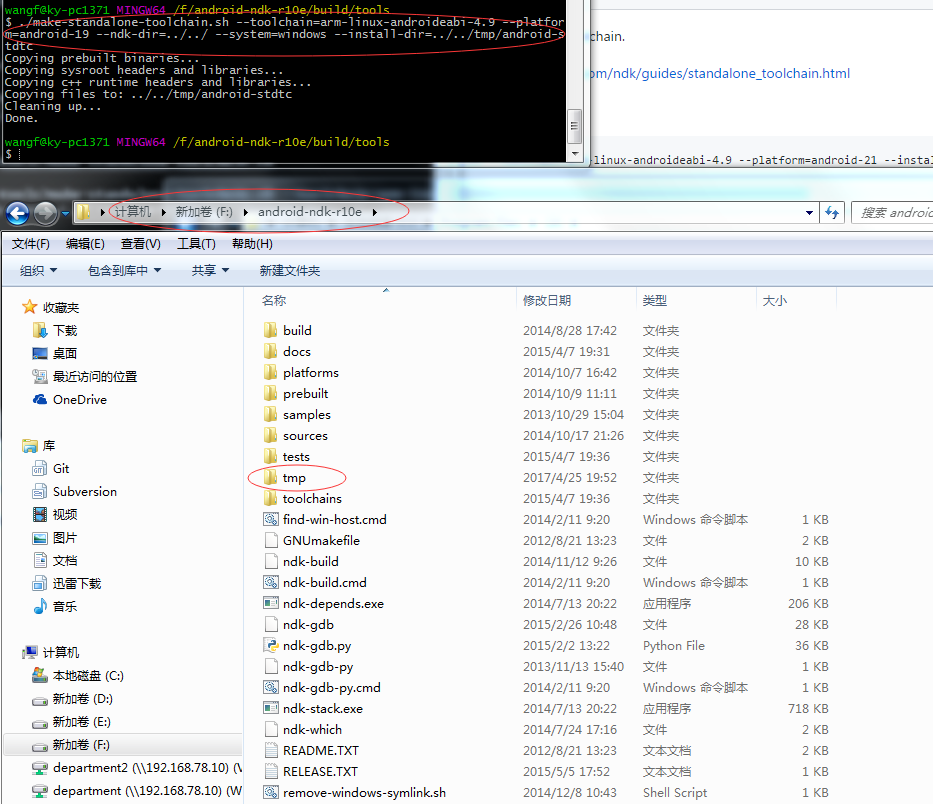 wangf@ky-pc1371 MINGW64 /f/android-ndk-r10e/build/tools
$ ./make-standalone-toolchain.sh --toolchain=arm-linux-androideabi-4.9 --platfor
m=android-19 --ndk-dir=../../ --system=windows --install-dir=../../tmp/android-s
tdtc
Copying prebuilt binaries...
Copying sysroot headers and libraries...
Copying c++ runtime headers and libraries...
Copying files to: ../../tmp/android-stdtc
Cleaning up...
Done.
wangf@ky-pc1371 MINGW64 /f/android-ndk-r10e/build/tools
$
chain.
om/ndk/guides/standalone_toolchain.html
-linux-androideabi-4.9 --platform=android-21 --instal
计算机 新加卷 (F:) android-ndk-r10e
搜索 android
文件(F) 编辑(E) 查看(V) 工具(T) 帮助(H)
组织 包含到库中 共享 新建文件夹
收藏夹
下载
桌面
最近访问的位置
OneDrive
库
Git
Subversion
视频
图片
文档
迅雷下载
音乐
计算机
本地磁盘 (C:)
新加卷 (D:)
新加卷 (E:)
新加卷 (F:)
department2 (\\192.168.78.10) (V
department (\\192.168.78.10) (W
名称 修改日期 类型 大小
build 2014/8/28 17:42 文件夹
docs 2015/4/7 19:31 文件夹
platforms 2014/10/7 16:42 文件夹
prebuilt 2014/10/9 11:11 文件夹
samples 2013/10/29 15:04 文件夹
sources 2014/10/17 21:26 文件夹
tests 2015/4/7 19:36 文件夹
tmp 2017/4/25 19:52 文件夹
toolchains 2015/4/7 19:36 文件夹
find-win-host.cmd 2014/2/11 9:20 Windows 命令脚本 1 KB
GNUmakefile 2012/8/21 13:23 文件 2 KB
ndk-build 2014/11/12 9:26 文件 10 KB
ndk-build.cmd 2014/2/11 9:20 Windows 命令脚本 1 KB
ndk-depends.exe 2014/7/13 20:22 应用程序 206 KB
ndk-gdb 2015/2/26 10:48 文件 28 KB
ndk-gdb.py 2015/2/2 13:22 Python File 36 KB
ndk-gdb-py 2013/11/13 15:40 文件 1 KB
ndk-gdb-py.cmd 2014/2/11 9:20 Windows 命令脚本 1 KB
ndk-stack.exe 2014/7/13 20:22 应用程序 718 KB
ndk-which 2014/7/24 17:16 文件 2 KB
README.TXT 2012/8/21 13:23 文本文档 2 KB
RELEASE.TXT 2015/5/5 17:52 文本文档 1 KB
remove-windows-symlink.sh 2014/12/8 10:43 Shell Script 2 KB